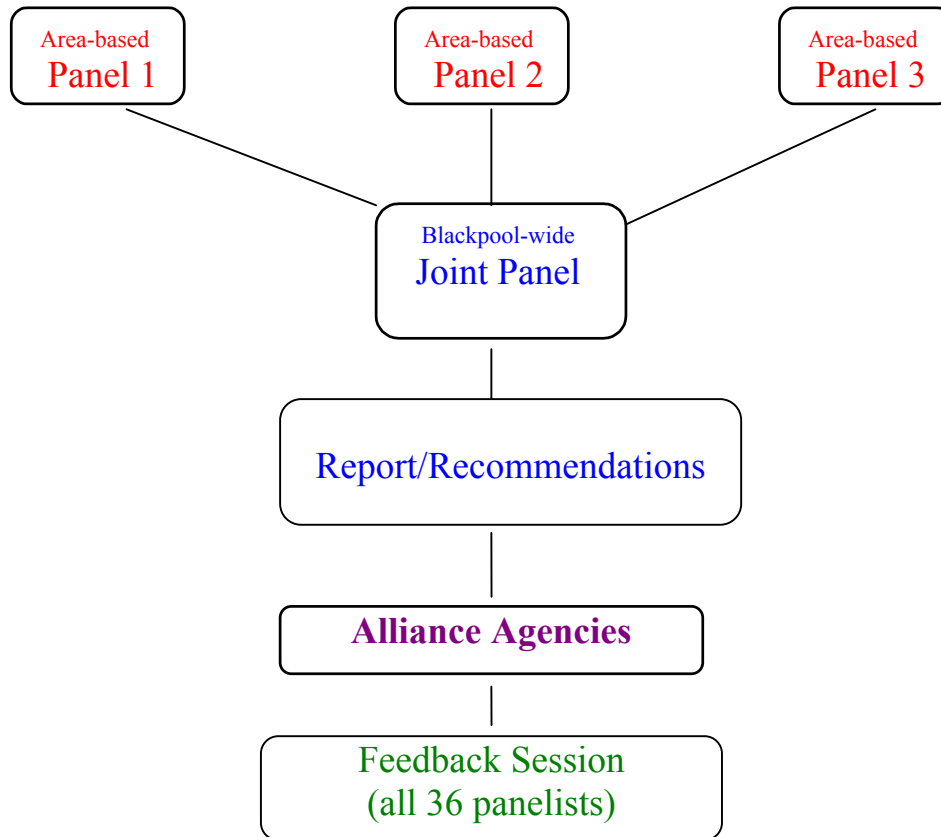 Area-based
Panel 1
Area-based
Panel 2
Area-based
Panel 3
Blackpool-wide
Joint Panel
Report/Recommendations
Alliance Agencies
Feedback Session
(all 36 panelists)